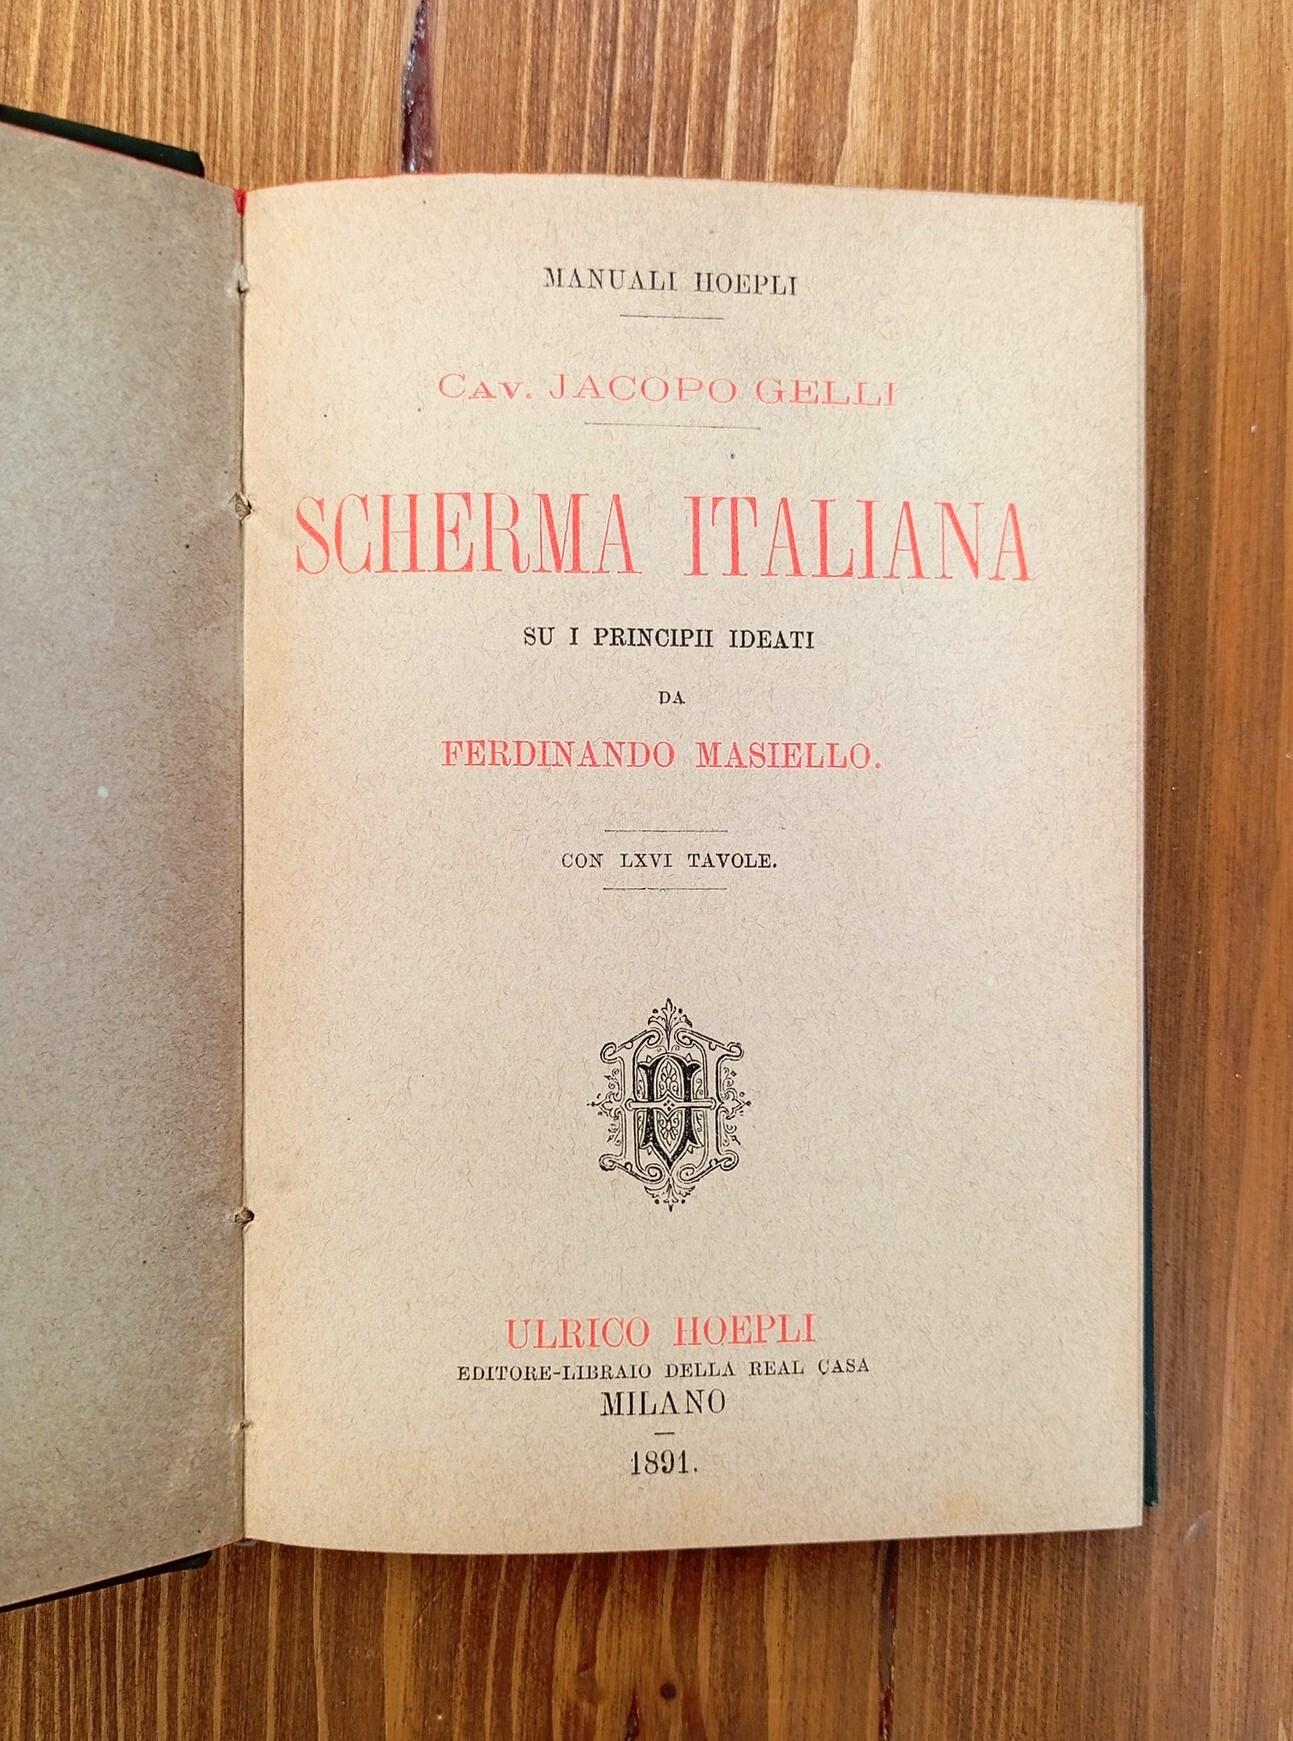 MANUALI HOEPLI
CAV. JACOPO GELLI
SCHERMA ITALIANA
SU I PRINCIPII IDEATI
DA
FERDINANDO MASIELLO.
CON LXVI TAVOLE.
ULRICO HOEPLI
EDITORE-LIBRAIO DELLA REAL CASA
MILANO
1891.